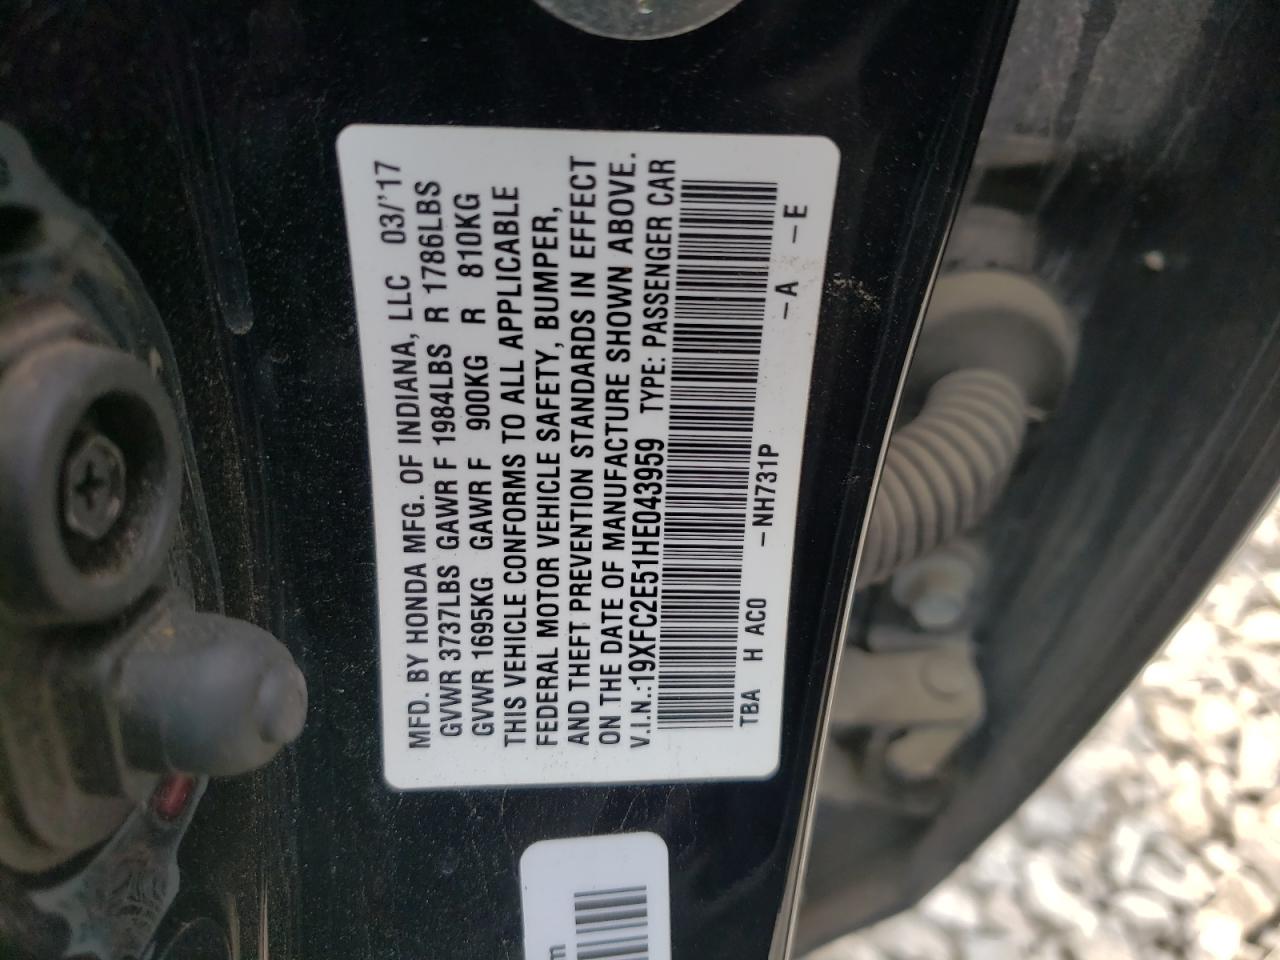 MFD. BY HONDA MFG. OF INDIANA, LLC 03/'17
GVWR 3737LBS GAWR F 1984LBS R 1786LBS
GVWR 1695KG GAWR F 900KG R 810KG
THIS VEHICLE CONFORMS TO ALL APPLICABLE
FEDERAL MOTOR VEHICLE SAFETY, BUMPER,
AND THEFT PREVENTION STANDARDS IN EFFECT
ON THE DATE OF MANUFACTURE SHOWN ABOVE.
V.I.N.:19XFC2E51HE043959 TYPE: PASSENGER CAR
TBA H AC0 -NH731P -A -E
m